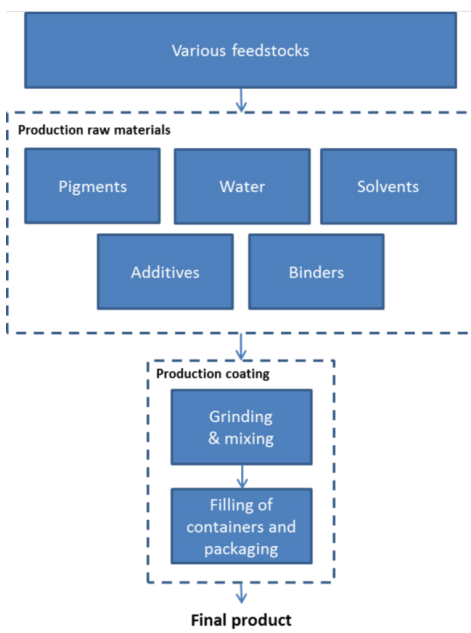 Various feedstocks
Production raw materials
Pigments
Water
Solvents
Additives
Binders
Production coating
Grinding
& mixing
Filling of
containers and
packaging
Final product